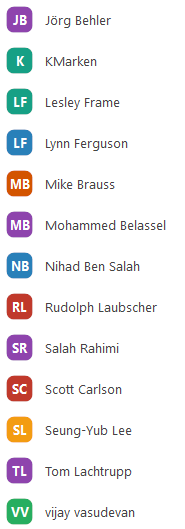 JB Jörg Behler
K KMarken
LF Lesley Frame
LF Lynn Ferguson
MB Mike Brauss
MB Mohammed Belassel
NB Nihad Ben Salah
RL Rudolph Laubscher
SR Salah Rahimi
SC Scott Carlson
SL Seung-Yub Lee
TL Tom Lachtrupp
VV vijay vasudevan